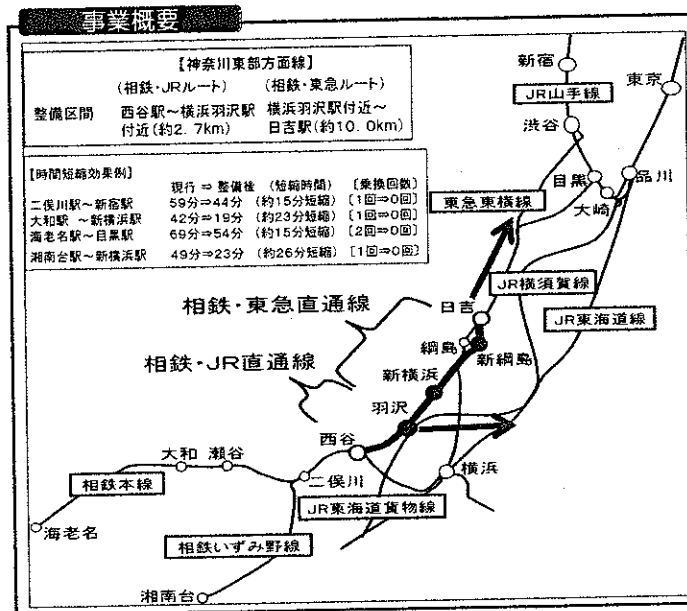 事業概要
【神奈川東部方面線】
(相鉄・JRルート) (相鉄・東急ルート)
整備区間 西谷駅～横浜羽沢駅 横浜羽沢駅付近～
付近(約2.7km) 日吉駅(約10.0km)
【時間短縮効果例】
現行 ⇒ 整備後 (短縮時間) 〔乗換回数〕
二俣川駅～新宿駅 59分⇒44分 (約15分短縮) 〔1回⇒0回〕
大和駅 ～新横浜駅 42分⇒19分 (約23分短縮) 〔1回⇒0回〕
海老名駅～目黒駅 69分⇒54分 (約15分短縮) 〔2回⇒0回〕
湘南台駅～新横浜駅 49分⇒23分 (約26分短縮) 〔1回⇒0回〕
新宿
東京
JR山手線
渋谷
目黒
品川
大崎
東急東横線
JR横須賀線
相鉄・東急直通線
日吉
JR東海道線
綱島
新綱島
相鉄・JR直通線
新横浜
羽沢
西谷
大和
瀬谷
二俣川
横浜
相鉄本線
JR東海道貨物線
海老名
相鉄いずみ野線
湘南台